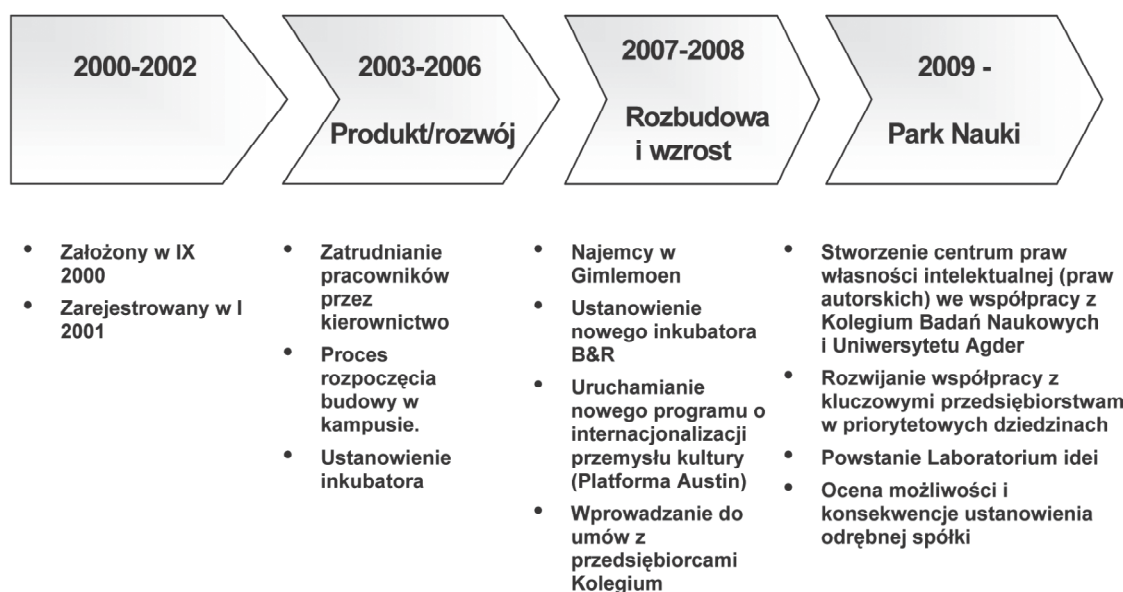 2000-2002
2003-2006
Produkt/rozwój
2007-2008
Rozbudowa
i wzrost
2009 -
Park Nauki
• Założony w IX
2000
• Zarejestrowany w I
2001
• Zatrudnianie
pracowników
przez
kierownictwo
• Proces
rozpoczęcia
budowy w
kampusie.
• Ustanowienie
inkubatora
• Najemcy w
Gimlemoen
• Ustanowienie
nowego inkubatora
B&R
• Uruchamianie
nowego programu o
internacjonalizacji
przemysłu kultury
(Platforma Austin)
• Wprowadzanie do
umów z
przedsiębiorcami
Kolegium
• Stworzenie centrum praw
własności intelektualnej (praw
autorskich) we współpracy z
Kolegium Badań Naukowych
i Uniwersytetu Agder
• Rozwijanie współpracy z
kluczowymi przedsiębiorstwam
w priorytetowych dziedzinach
• Powstanie Laboratorium idei
• Ocena możliwości i
konsekwencje ustanowienia
odrębnej spółki